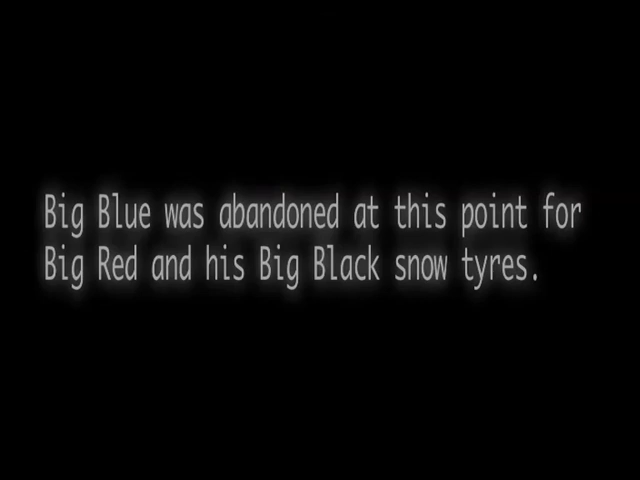 Big Blue was abandoned at this point for
Big Red and his Big Black snow tyres.